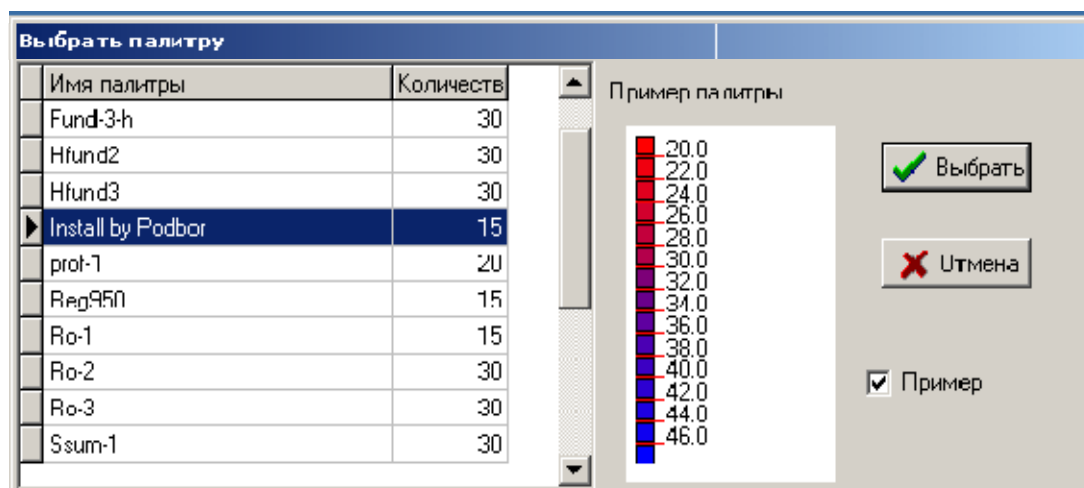 Выбрать палитру
Имя палитры Количеств
Fund-3-h 30
Hfund2 30
Hfund3 30
Install by Podbor 15
prot-1 20
Reg950 15
Ro-1 15
Ro-2 30
Ro-3 30
Ssum-1 30
Пример палитры
20.0
22.0
24.0
26.0
28.0
30.0
32.0
34.0
36.0
38.0
40.0
42.0
44.0
46.0
Выбрать
Отмена
Пример